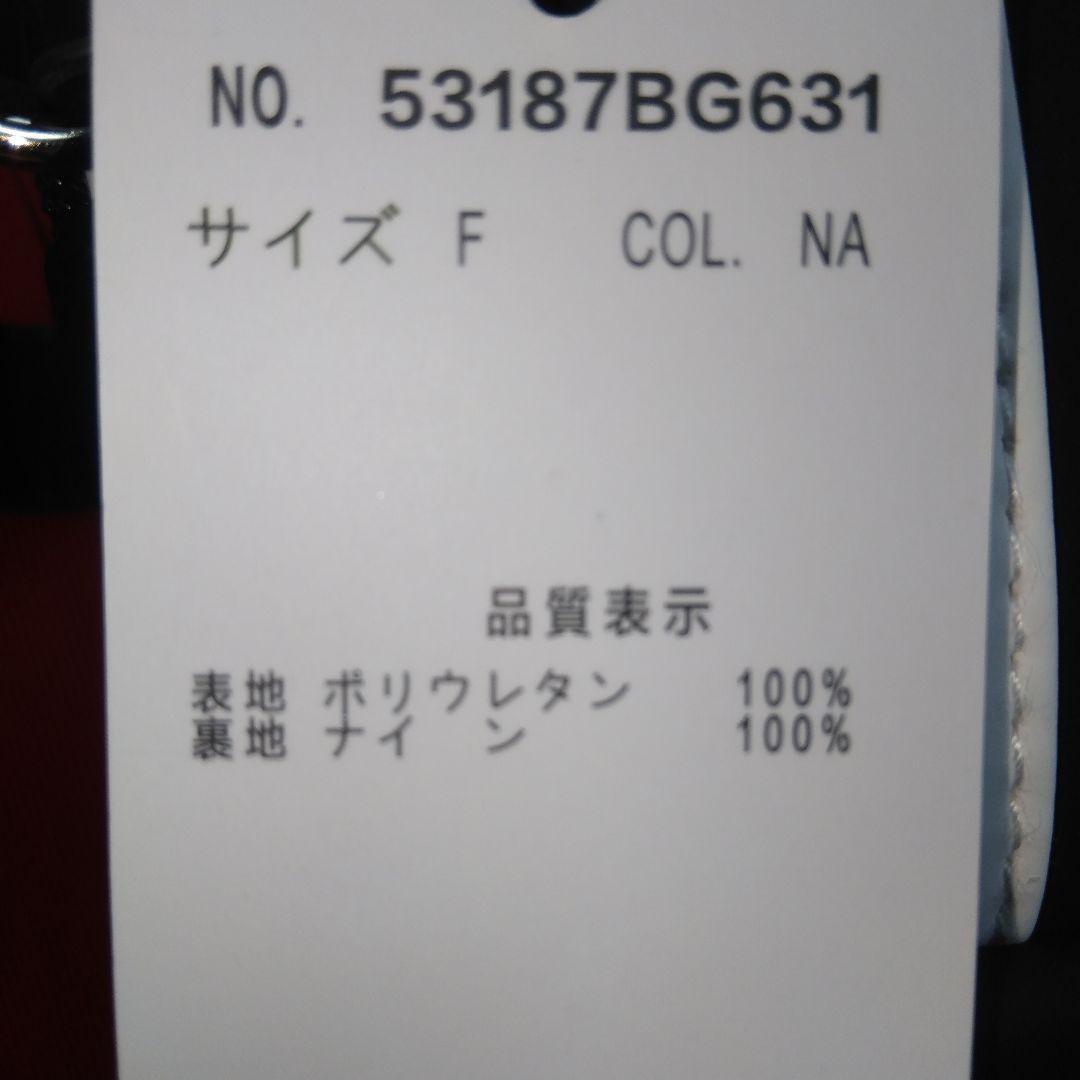 NO. 53187BG631
サイズ F COL. NA
品質表示
表地 ポリウレタン 100%
裏地 ナイ ン 100%